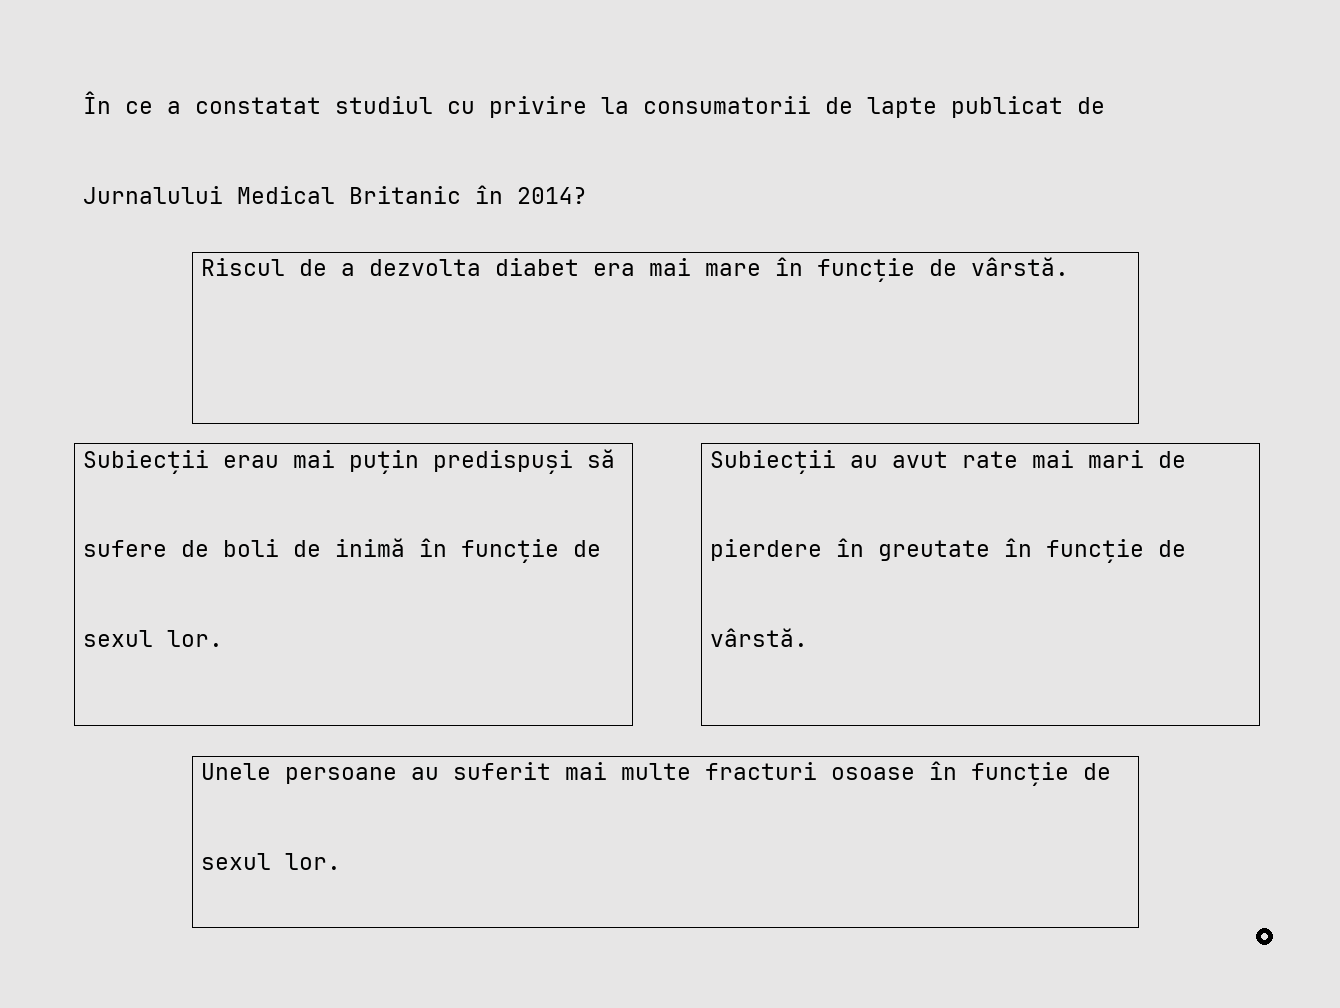 În ce a constatat studiul cu privire la consumatorii de lapte publicat de
Jurnalului Medical Britanic în 2014?
Riscul de a dezvolta diabet era mai mare în funcție de vârstă.
Subiecții erau mai puțin predispuși să
sufere de boli de inimă în funcție de
sexul lor.
Subiecții au avut rate mai mari de
pierdere în greutate în funcție de
vârstă.
Unele persoane au suferit mai multe fracturi osoase în funcție de
sexul lor.